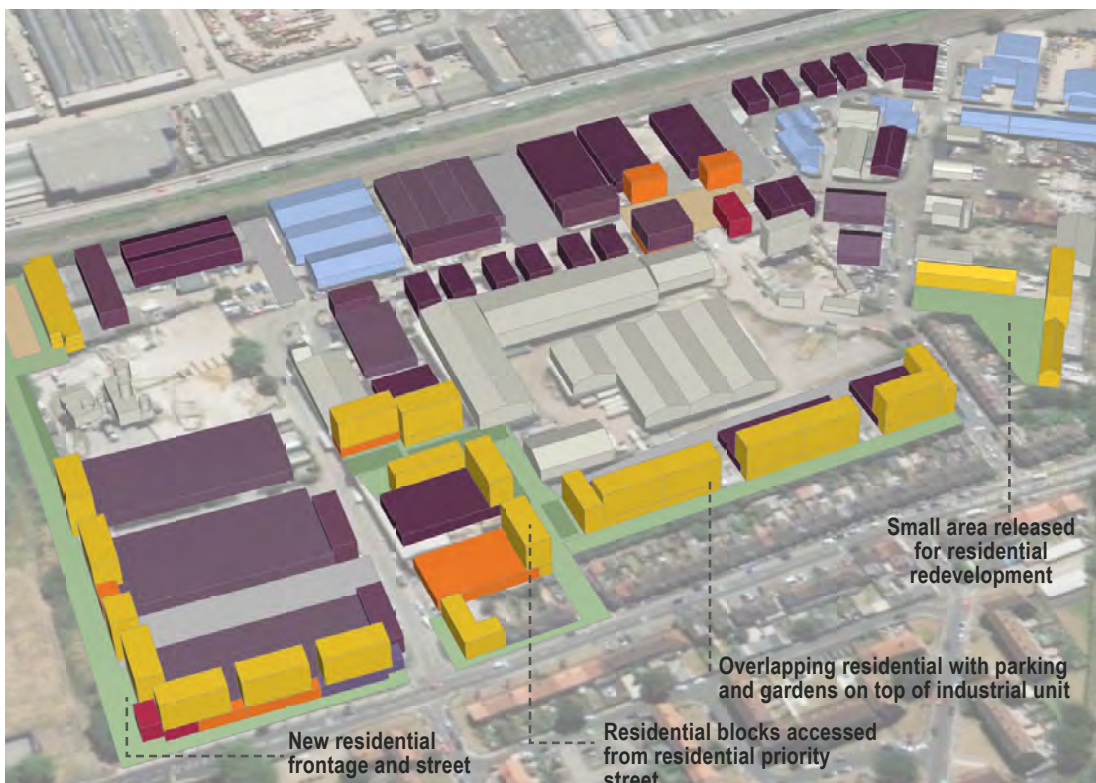 Small area released
for residential
redevelopment
Overlapping residential with parking
and gardens on top of industrial unit
Residential blocks accessed
from residential priority
street
New residential
frontage and street